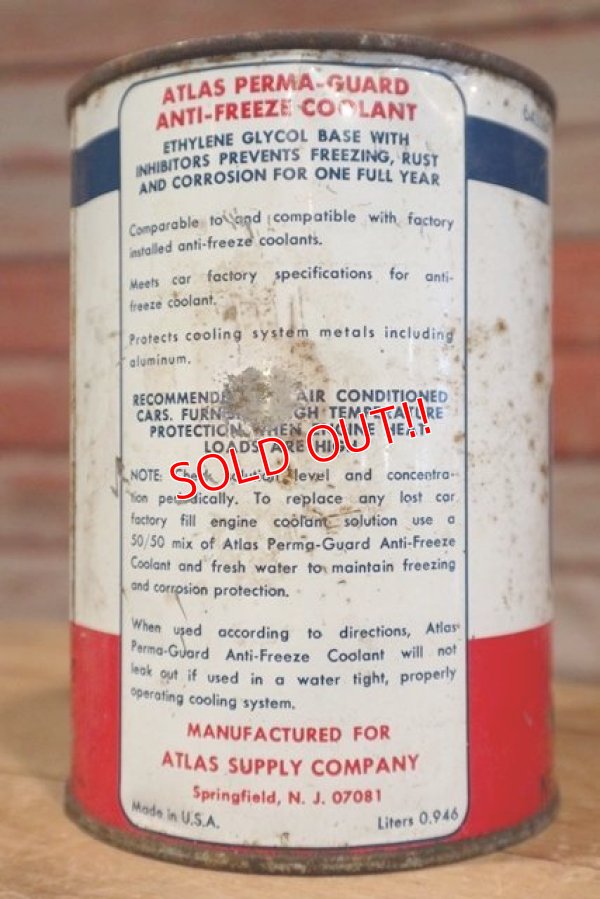 ATLAS PERMA-GUARD
ANTI-FREEZE COOLANT
ETHYLENE GLYCOL BASE WITH
INHIBITORS PREVENTS FREEZING, RUST
AND CORROSION FOR ONE FULL YEAR
Comparable to and compatible with factory
installed anti-freeze coolants.
Meets car factory specifications for anti-
freeze coolant.
Protects cooling system metals including
aluminum.
AIR CONDITIONED
CARS. TEMPERATURE
PROTECTION WHEN ENGINE HEAT
LOADS ARE HIGH
SOLD OUT!!
NOTE: Check solution level and concentra-
tion periodically. To replace any lost car
factory fill engine coolant solution use a
50/50 mix of Atlas Perma-Guard Anti-Freeze
Coolant and fresh water to maintain freezing
and corrosion protection.
When used according to directions, Atlas
Perma-Guard Anti-Freeze Coolant will not
leak out if used in a water tight, properly
operating cooling system.
MANUFACTURED FOR
ATLAS SUPPLY COMPANY
Springfield, N. J. 07081
Made in U.S.A. Liters 0.946